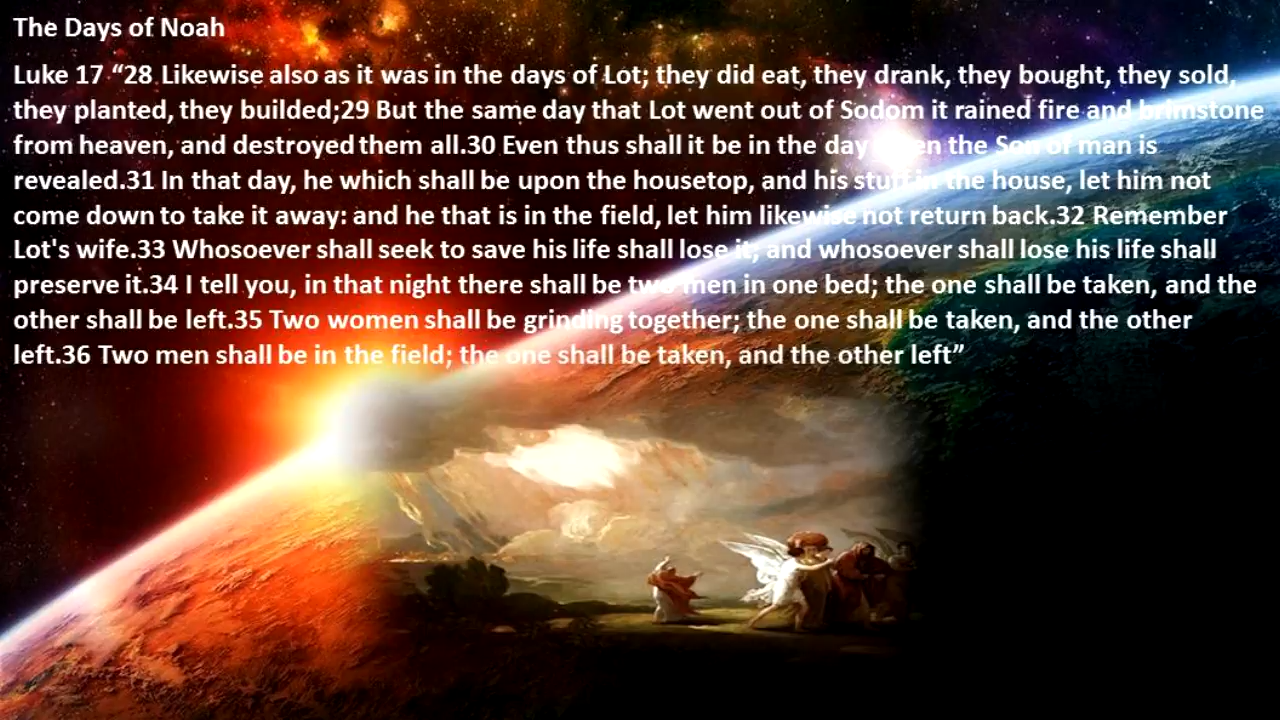 The Days of Noah
Luke 17 “28 Likewise also as it was in the days of Lot; they did eat, they drank, they bought, they sold,
they planted, they builded;29 But the same day that Lot went out of Sodom it rained fire and brimstone
from heaven, and destroyed them all.30 Even thus shall it be in the day when the Son of man is
revealed.31 In that day, he which shall be upon the housetop, and his stuff in the house, let him not
come down to take it away: and he that is in the field, let him likewise not return back.32 Remember
Lot's wife.33 Whosoever shall seek to save his life shall lose it; and whosoever shall lose his life shall
preserve it.34 I tell you, in that night there shall be two men in one bed; the one shall be taken, and the
other shall be left.35 Two women shall be grinding together; the one shall be taken, and the other
left.36 Two men shall be in the field; the one shall be taken, and the other left”